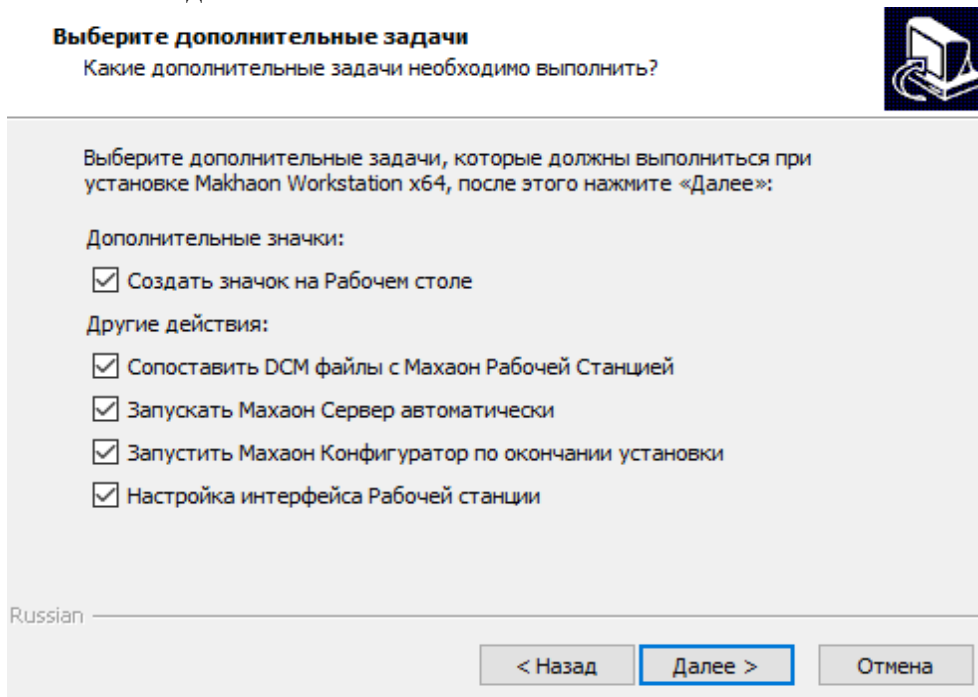 Выберите дополнительные задачи
Какие дополнительные задачи необходимо выполнить?
Выберите дополнительные задачи, которые должны выполниться при
установке Makhaon Workstation x64, после этого нажмите «Далее»:
Дополнительные значки:
Создать значок на Рабочем столе
Другие действия:
Сопоставить DCM файлы с Махаон Рабочей Станцией
Запускать Махаон Сервер автоматически
Запустить Махаон Конфигуратор по окончании установки
Настройка интерфейса Рабочей станции
Russian
< Назад
Далее >
Отмена